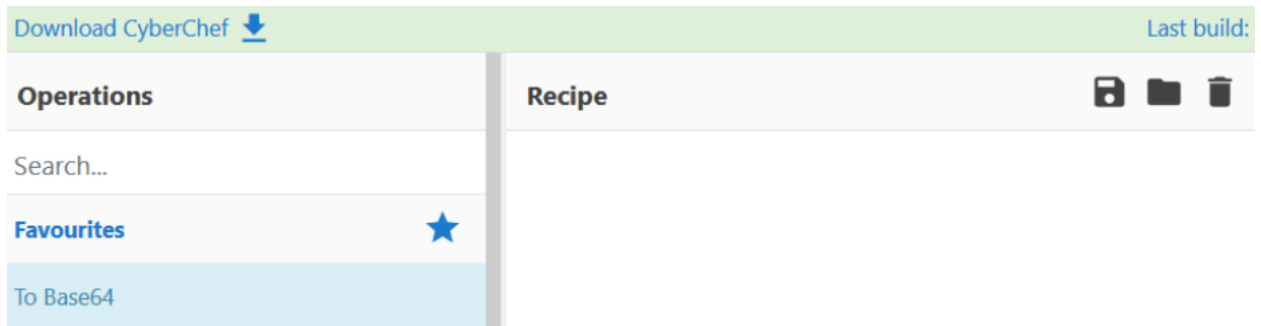 Download CyberChef
Last build:
Operations
Recipe
Search...
Favourites
To Base64